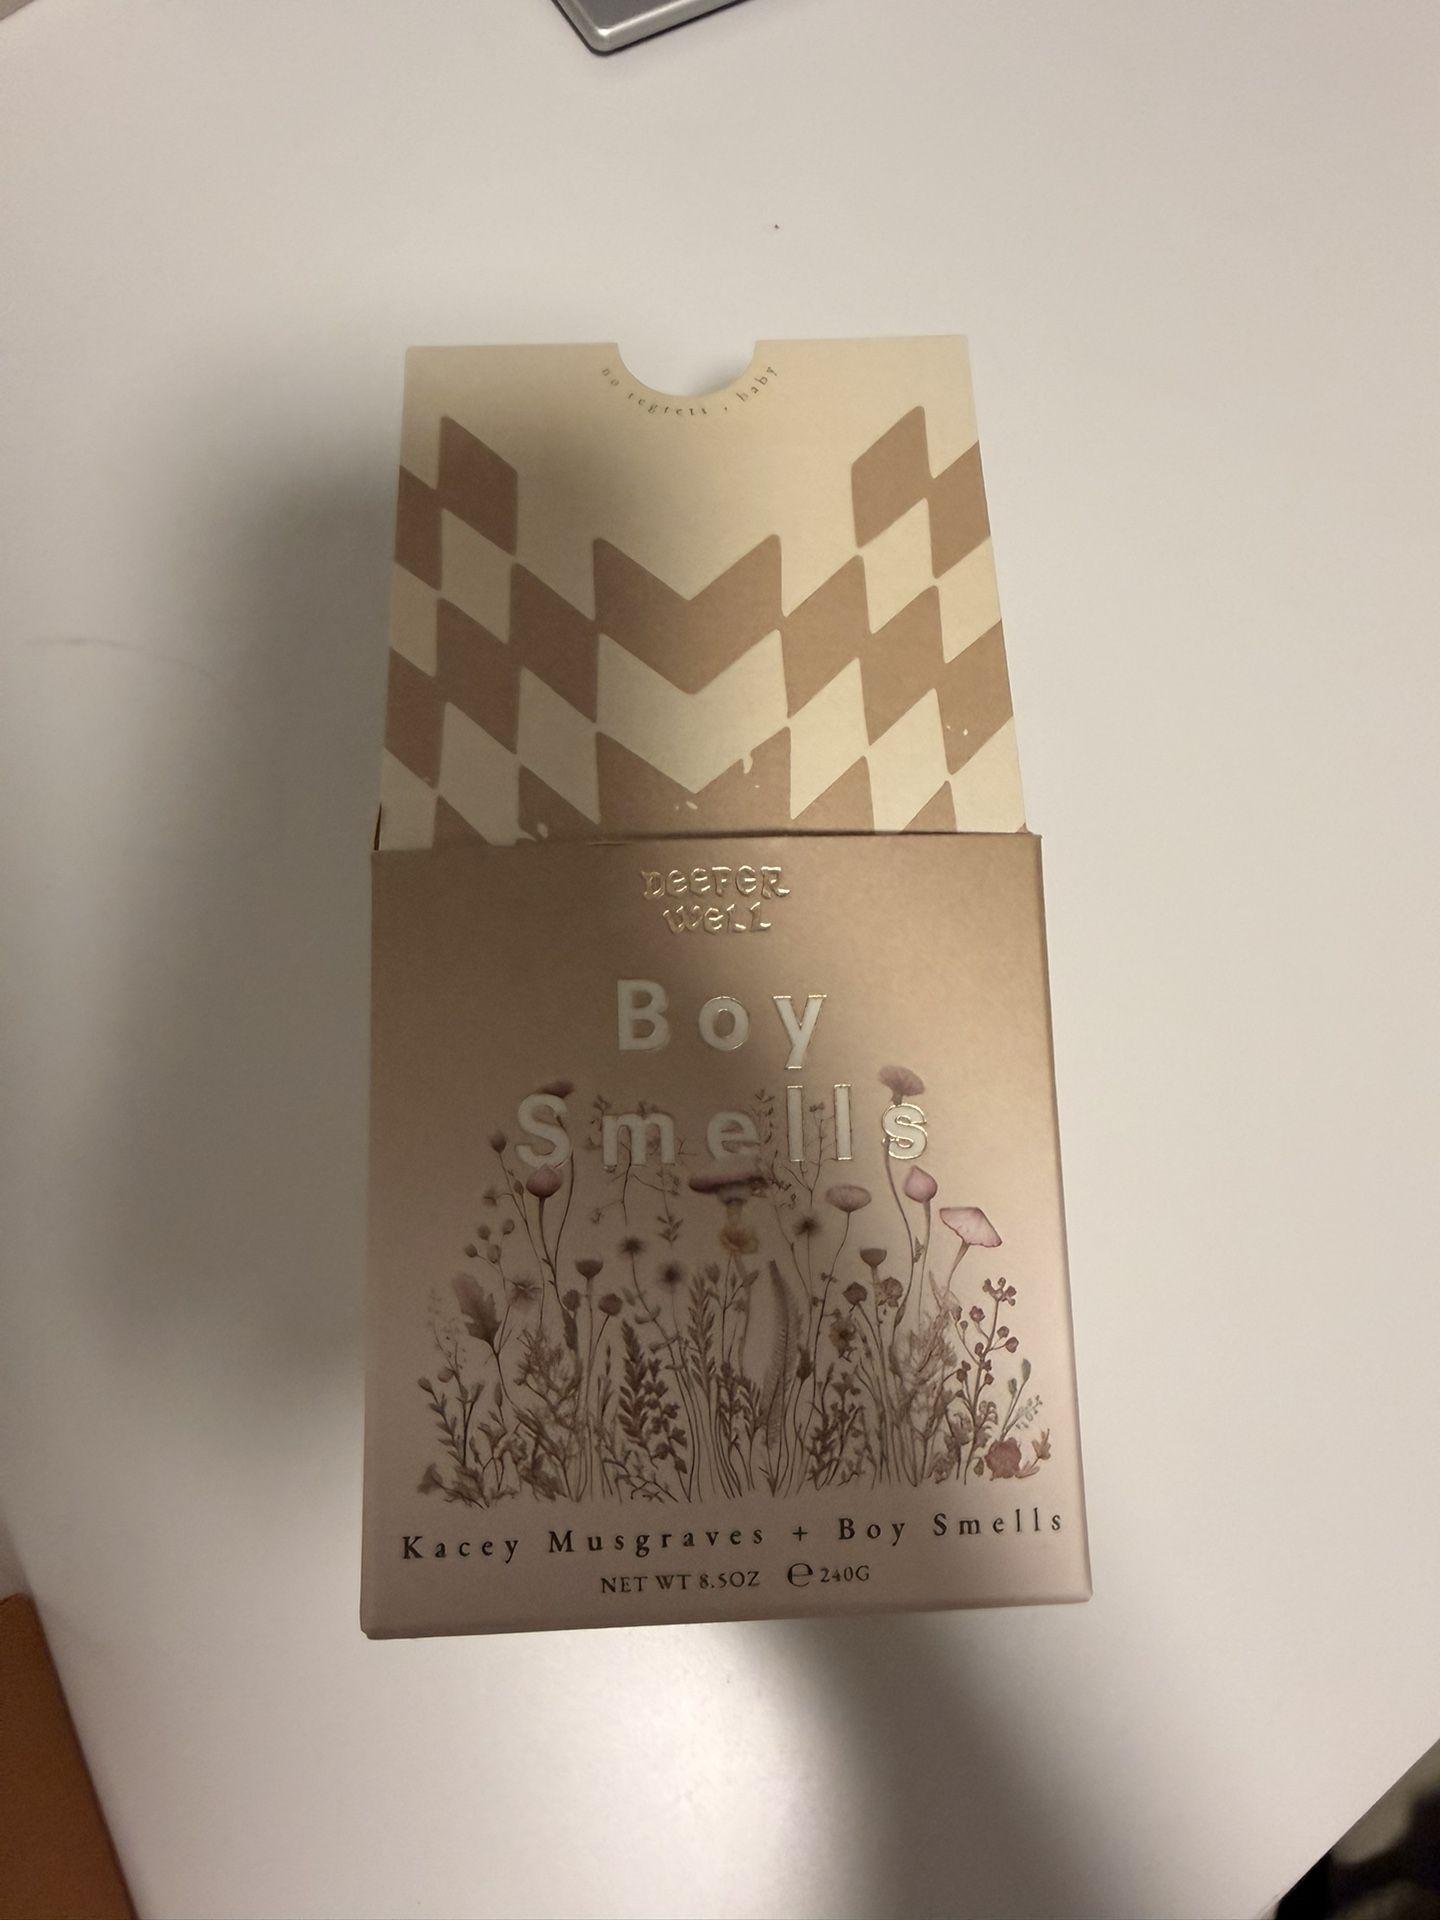 no regrets, baby
DEEPER
WELL
Boy
Smells
Kacey Musgraves + Boy Smells
NET WT 8.5OZ ℮ 240G